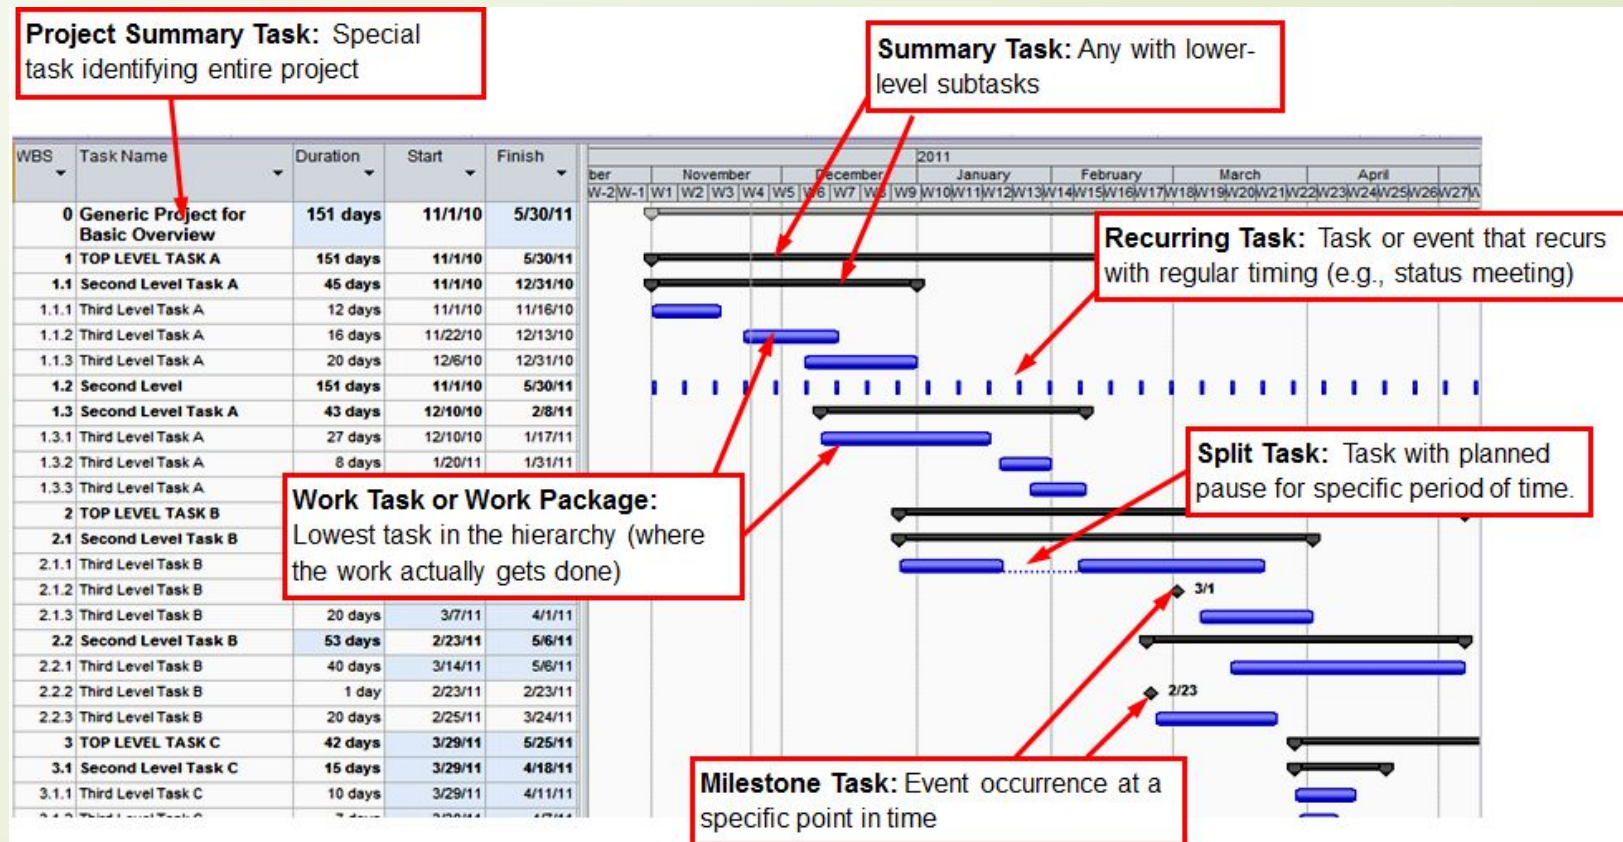 Project Summary Task: Special
task identifying entire project
Summary Task: Any with lower-
level subtasks
WBS Task Name Duration Start Finish
2011
ber November December January February March April
W-2 W-1 W1 W2 W3 W4 W5 W6 W7 W8 W9 W10 W11 W12 W13 W14 W15 W16 W17 W18 W19 W20 W21 W22 W23 W24 W25 W26 W27 W
0 Generic Project for 151 days 11/1/10 5/30/11
Basic Overview
Recurring Task: Task or event that recurs
with regular timing (e.g., status meeting)
1 TOP LEVEL TASK A 151 days 11/1/10 5/30/11
1.1 Second Level Task A 45 days 11/1/10 12/31/10
1.1.1 Third Level Task A 12 days 11/1/10 11/16/10
1.1.2 Third Level Task A 16 days 11/22/10 12/13/10
1.1.3 Third Level Task A 20 days 12/6/10 12/31/10
1.2 Second Level 151 days 11/1/10 5/30/11
1.3 Second Level Task A 43 days 12/10/10 2/8/11
1.3.1 Third Level Task A 27 days 12/10/10 1/17/11
1.3.2 Third Level Task A 8 days 1/20/11 1/31/11
Split Task: Task with planned
pause for specific period of time.
1.3.3 Third Level Task A
Work Task or Work Package:
Lowest task in the hierarchy (where
the work actually gets done)
2 TOP LEVEL TASK B
2.1 Second Level Task B
2.1.1 Third Level Task B
2.1.2 Third Level Task B
3/1
2.1.3 Third Level Task B 20 days 3/7/11 4/1/11
2.2 Second Level Task B 53 days 2/23/11 5/6/11
2.2.1 Third Level Task B 40 days 3/14/11 5/6/11
2.2.2 Third Level Task B 1 day 2/23/11 2/23/11
2/23
2.2.3 Third Level Task B 20 days 2/25/11 3/24/11
3 TOP LEVEL TASK C 42 days 3/29/11 5/25/11
3.1 Second Level Task C 15 days 3/29/11 4/18/11
3.1.1 Third Level Task C 10 days 3/29/11 4/11/11
Milestone Task: Event occurrence at a
specific point in time